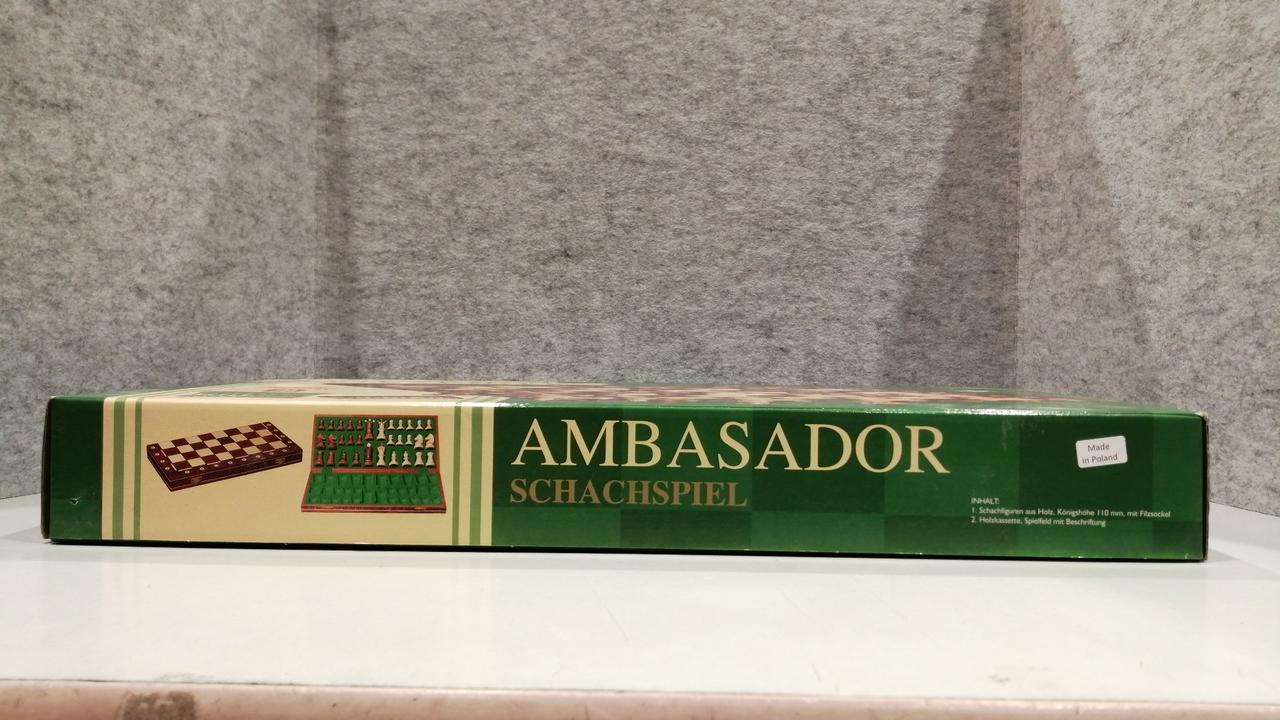 AMBASADOR
SCHACHSPIEL
Made
in Poland
INHALT:
1. Schachfiguren aus Holz, Königshöhe 110 mm, mit Filzsockel
2. Holzkassette, Spielfeld mit Beschriftung